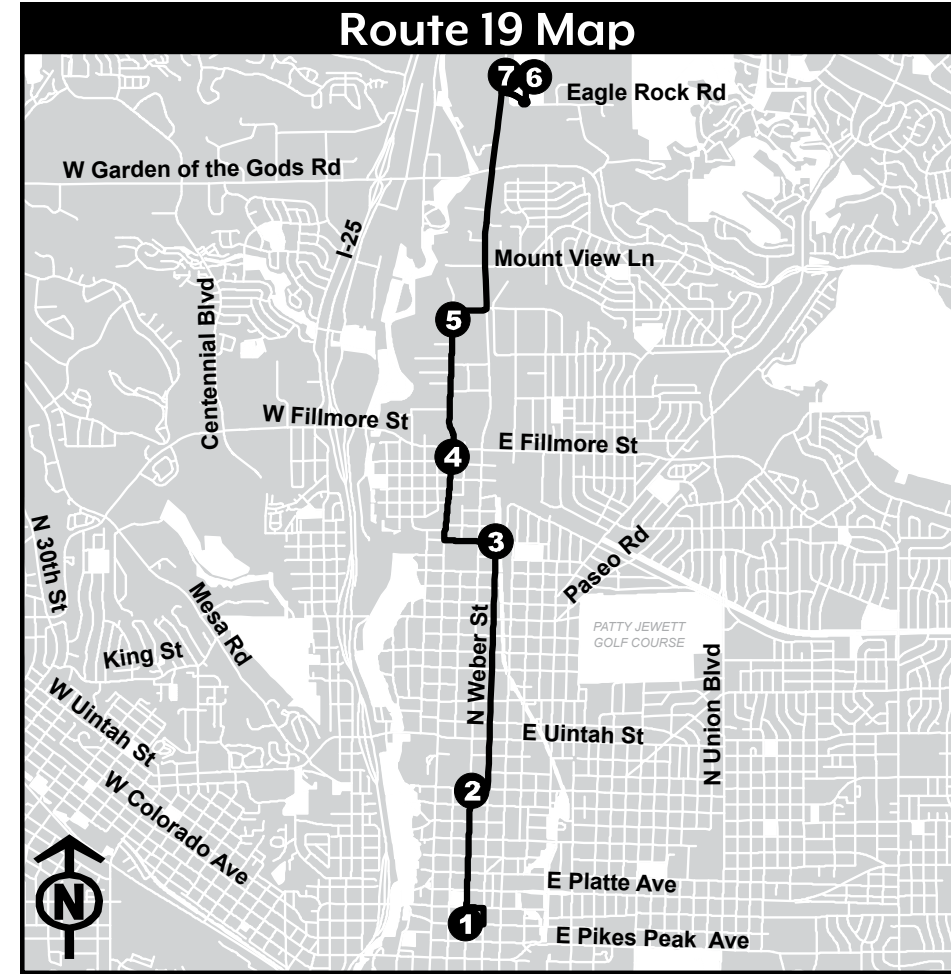 Route 19 Map
7 6
Eagle Rock Rd
W Garden of the Gods Rd
I-25
Mount View Ln
Centennial Blvd
5
W Fillmore St
E Fillmore St
4
N 30th St
3
Paseo Rd
Mesa Rd
PATTY JEWETT
GOLF COURSE
King St
N Weber St
N Union Blvd
W Uintah St
E Uintah St
W Colorado Ave
2
E Platte Ave
N
1
E Pikes Peak Ave